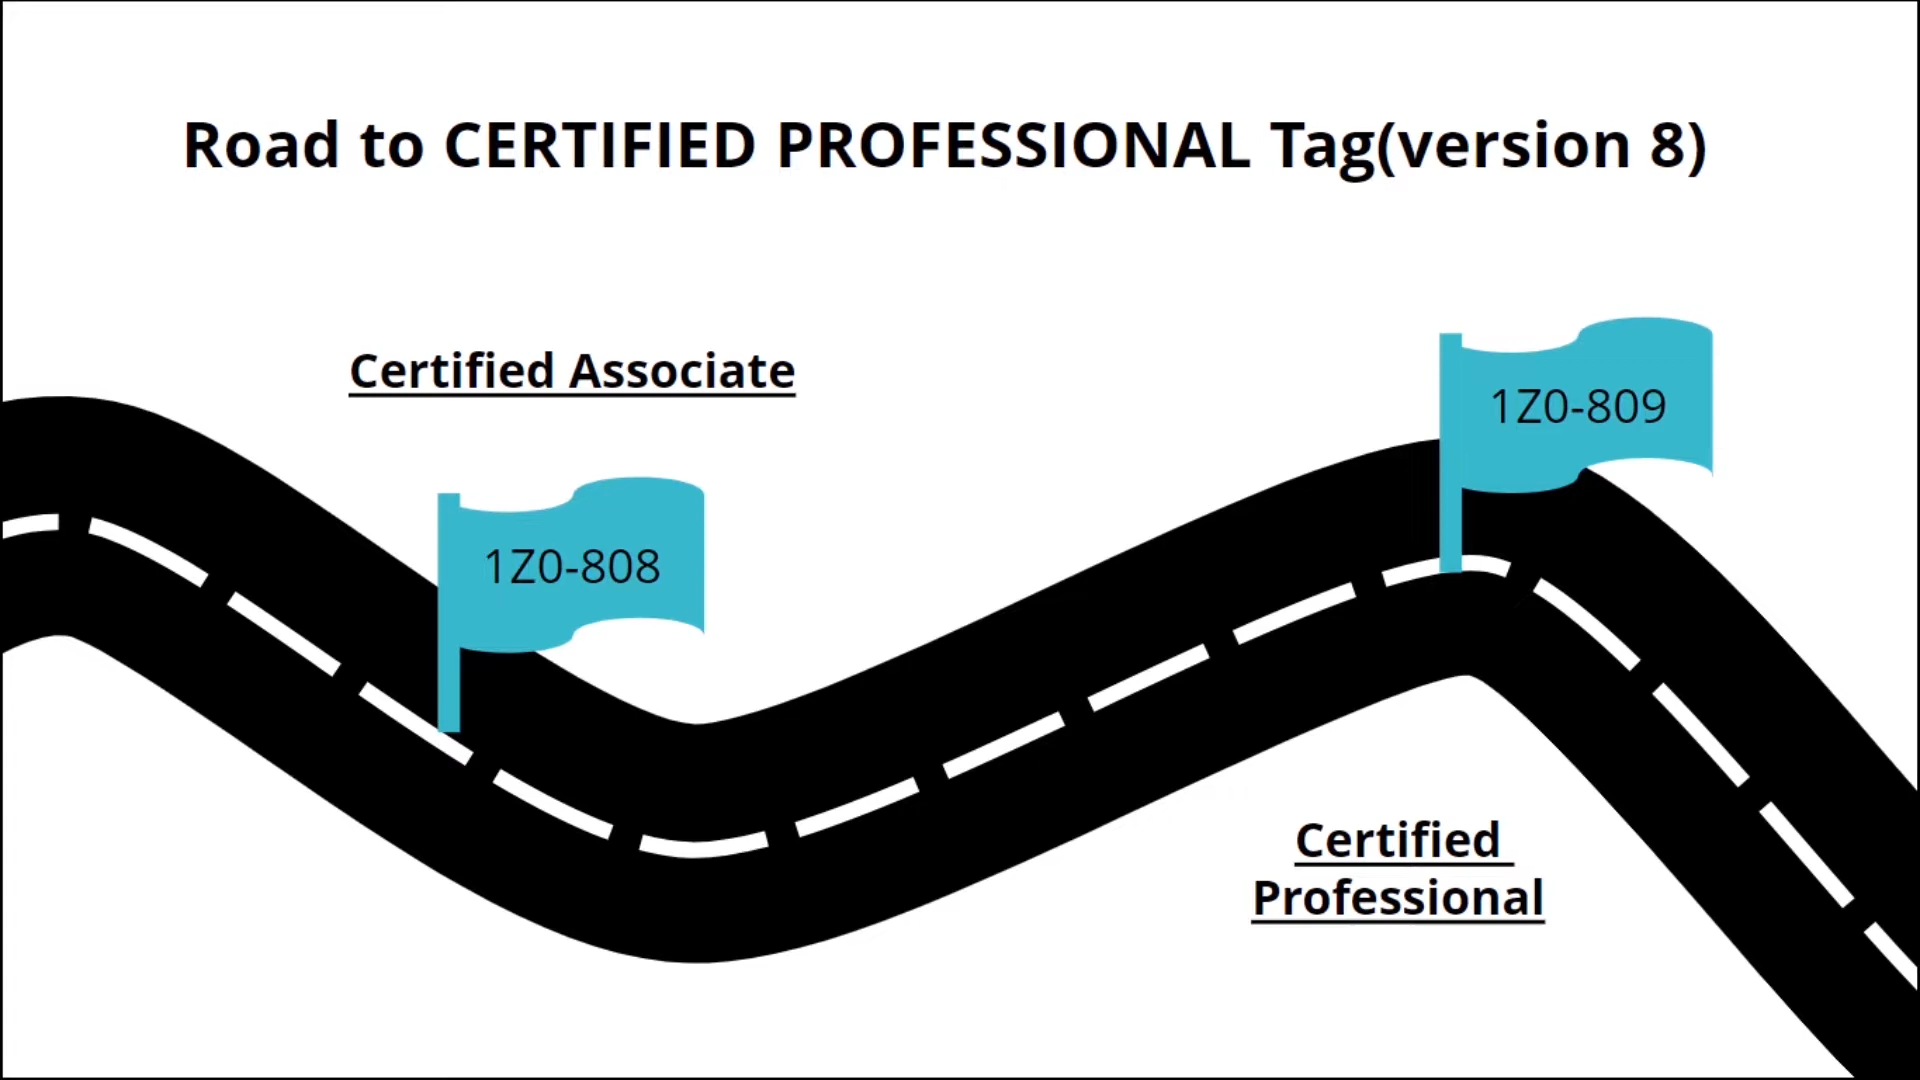 Road to CERTIFIED PROFESSIONAL Tag(version 8)
Certified Associate
1Z0-808
1Z0-809
Certified
Professional